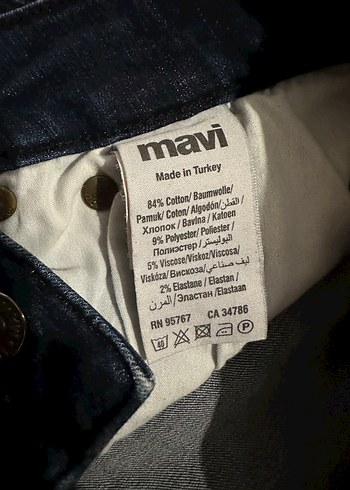 mavi
Made in Turkey
84% Cotton/Baumwolle/
Pamuk/Coton/Algodón/القطن/
Хлопок / Bavlna / Katoen
9% Polyester/ Poliester /
Полиэстер /البوليستر/
5% Viscose/Viskoz/Viscosa/
Viskóza/Вискоза/ليف صناعي/
2% Elastane/ Elastan /
المرن / Эластан /Elastaan
RN 95767 CA 34786
40 P